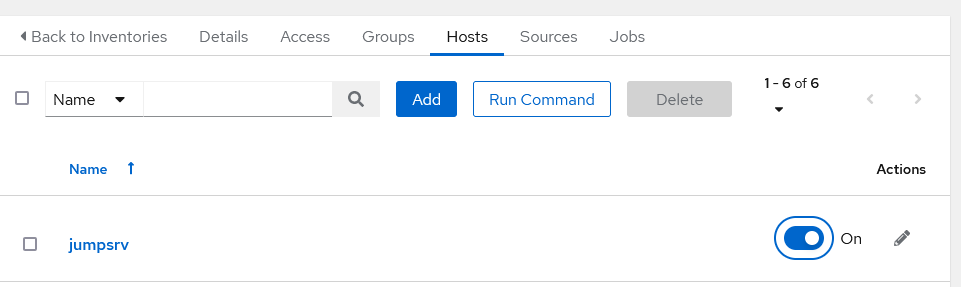 Back to Inventories Details Access Groups Hosts Sources Jobs
Name Add Run Command Delete 1 - 6 of 6
Name Actions
jumpsrv On